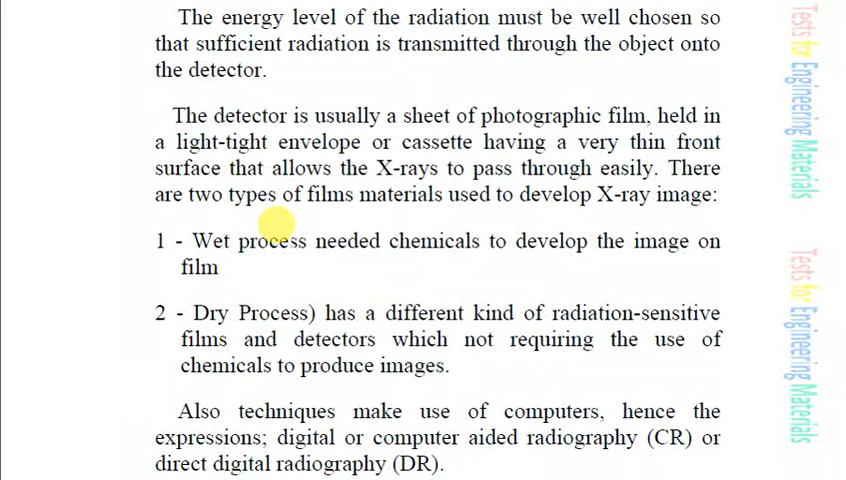 The energy level of the radiation must be well chosen so
that sufficient radiation is transmitted through the object onto
the detector.
The detector is usually a sheet of photographic film, held in
a light-tight envelope or cassette having a very thin front
surface that allows the X-rays to pass through easily. There
are two types of films materials used to develop X-ray image:
1 - Wet process needed chemicals to develop the image on
film
2 - Dry Process) has a different kind of radiation-sensitive
films and detectors which not requiring the use of
chemicals to produce images.
Also techniques make use of computers, hence the
expressions; digital or computer aided radiography (CR) or
direct digital radiography (DR).
Tests for Engineering Materials
Tests for Engineering Materials